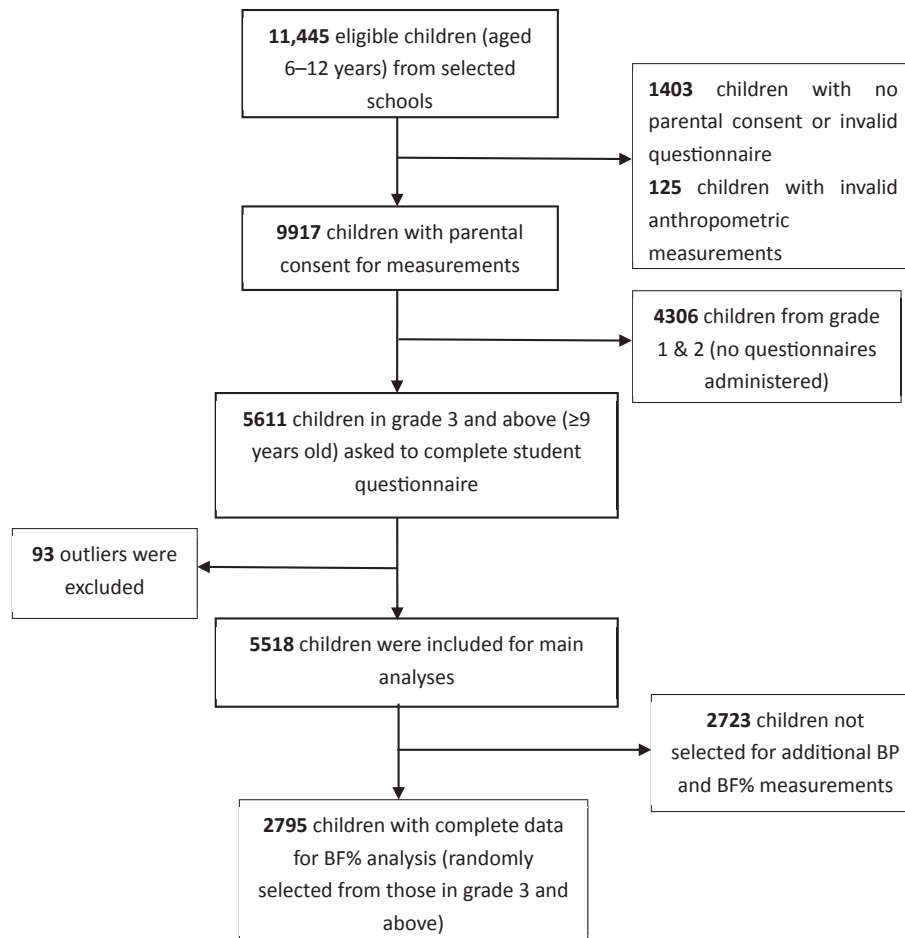 11,445 eligible children (aged
6–12 years) from selected
schools
1403 children with no
parental consent or invalid
questionnaire
125 children with invalid
anthropometric
measurements
9917 children with parental
consent for measurements
4306 children from grade
1 & 2 (no questionnaires
administered)
5611 children in grade 3 and above (≥9
years old) asked to complete student
questionnaire
93 outliers were
excluded
5518 children were included for main
analyses
2723 children not
selected for additional BP
and BF% measurements
2795 children with complete data
for BF% analysis (randomly
selected from those in grade 3 and
above)